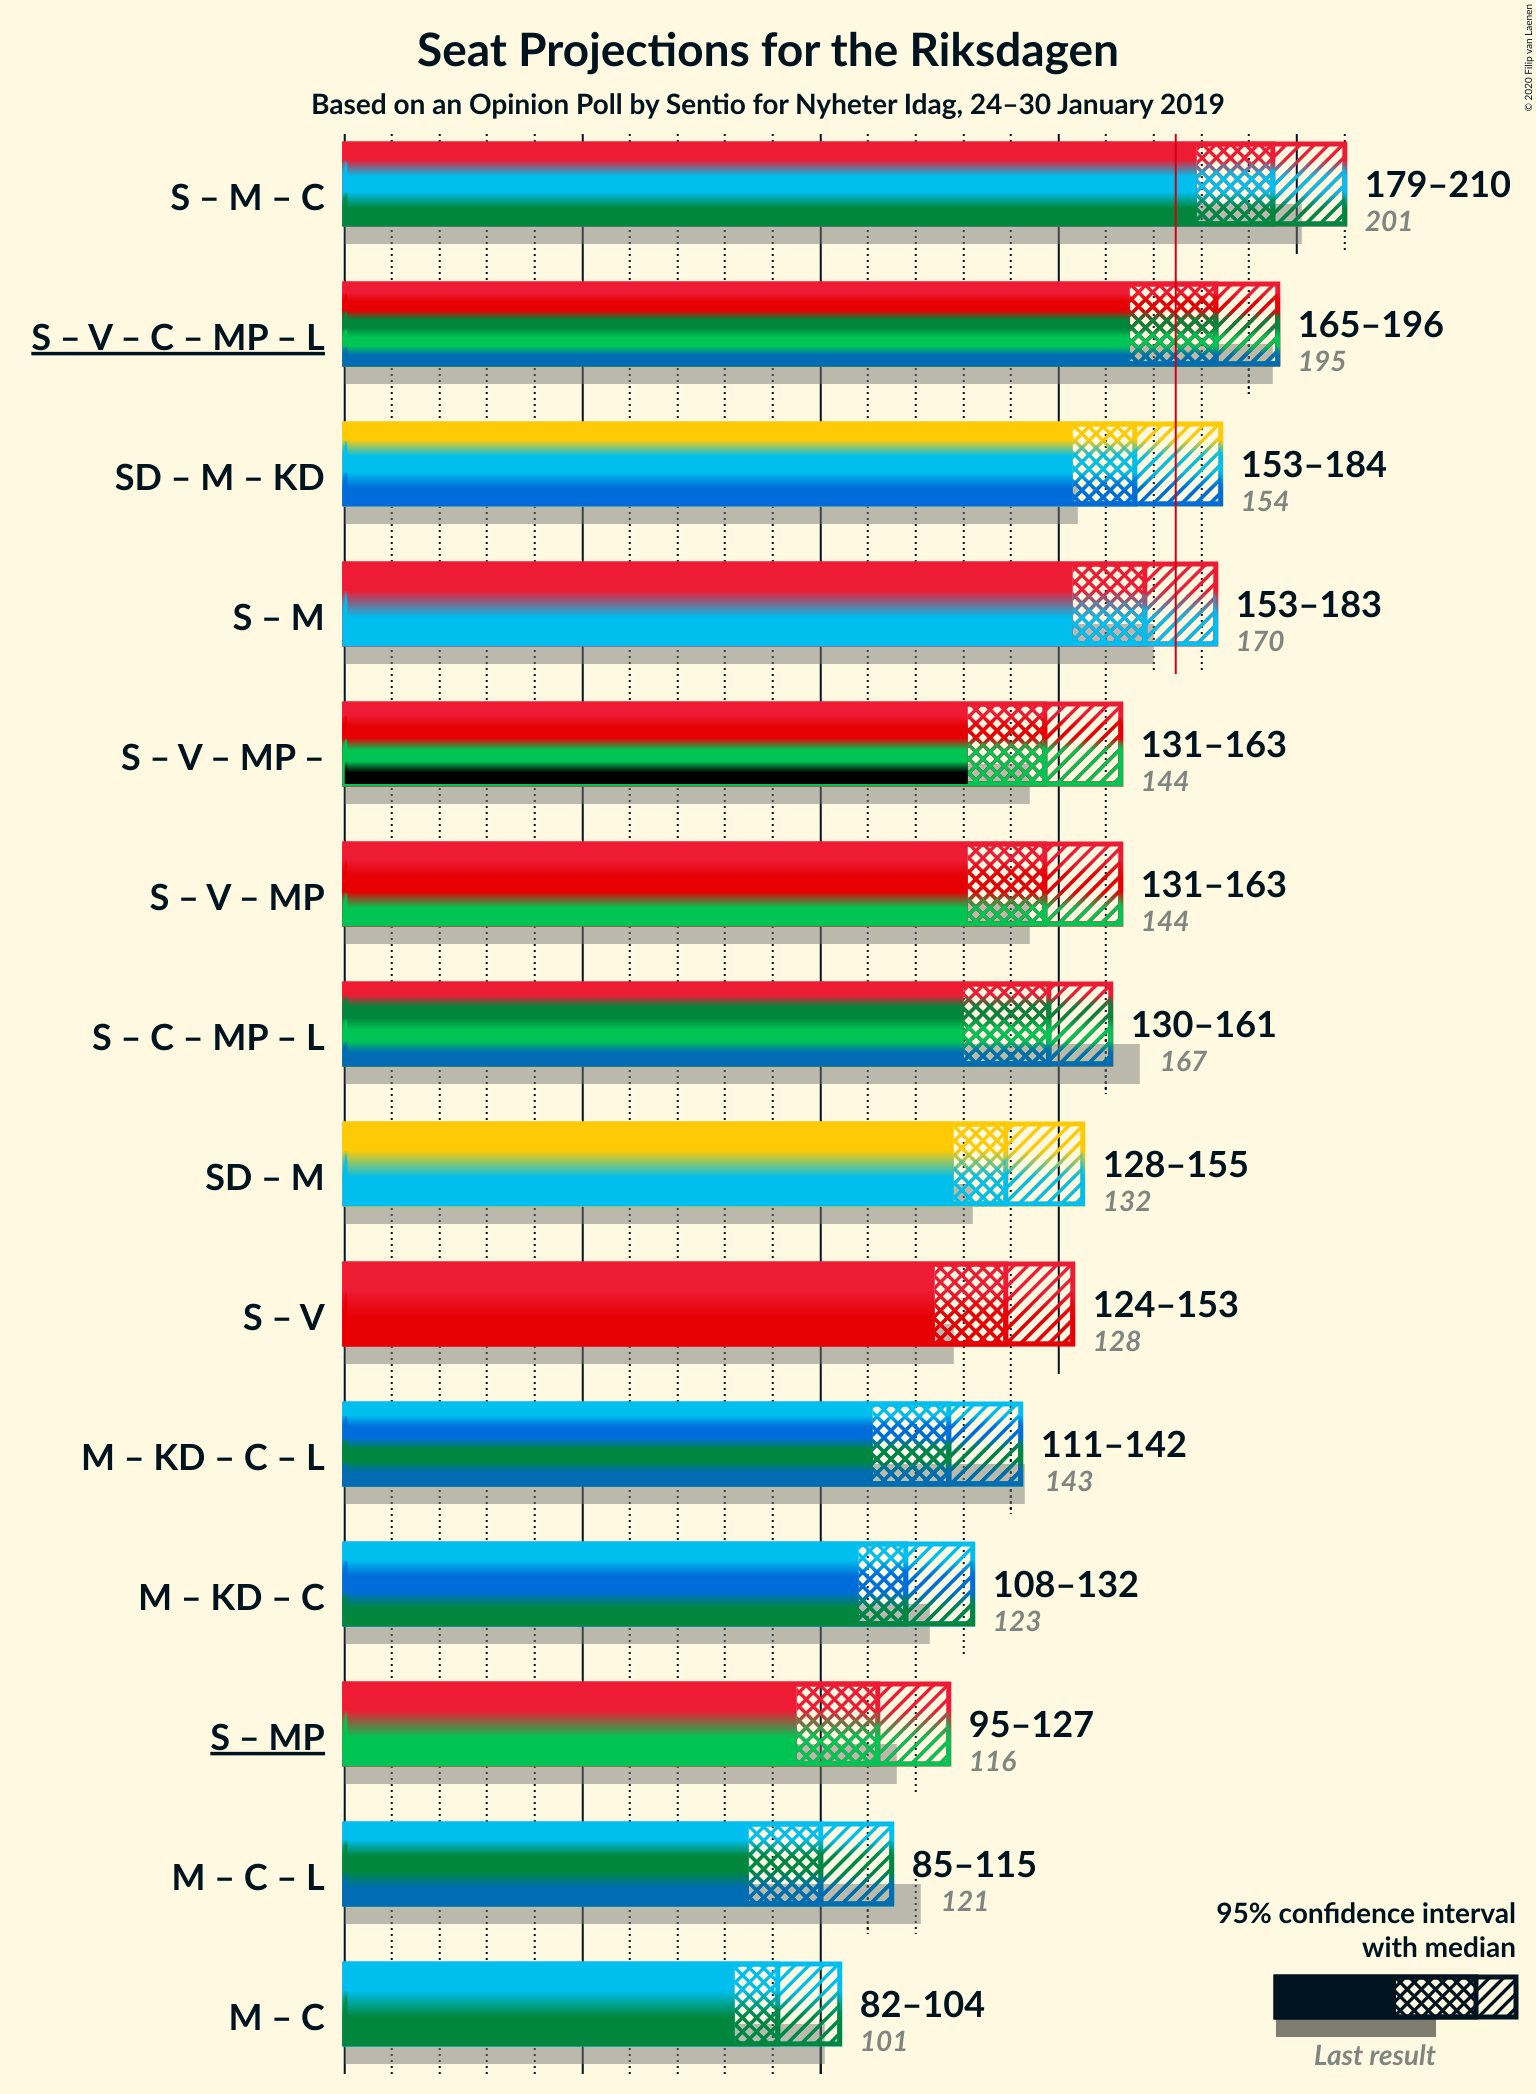 Seat Projections for the Riksdagen
Based on an Opinion Poll by Sentio for Nyheter Idag, 24–30 January 2019
© 2020 Filip van Laenen
S – M – C
179–210
201
S – V – C – MP – L
165–196
195
SD – M – KD
153–184
154
S – M
153–183
170
S – V – MP –
131–163
144
S – V – MP
131–163
144
S – C – MP – L
130–161
167
SD – M
128–155
132
S – V
124–153
128
M – KD – C – L
111–142
143
M – KD – C
108–132
123
S – MP
95–127
116
M – C – L
85–115
121
M – C
82–104
101
95% confidence interval
with median
Last result